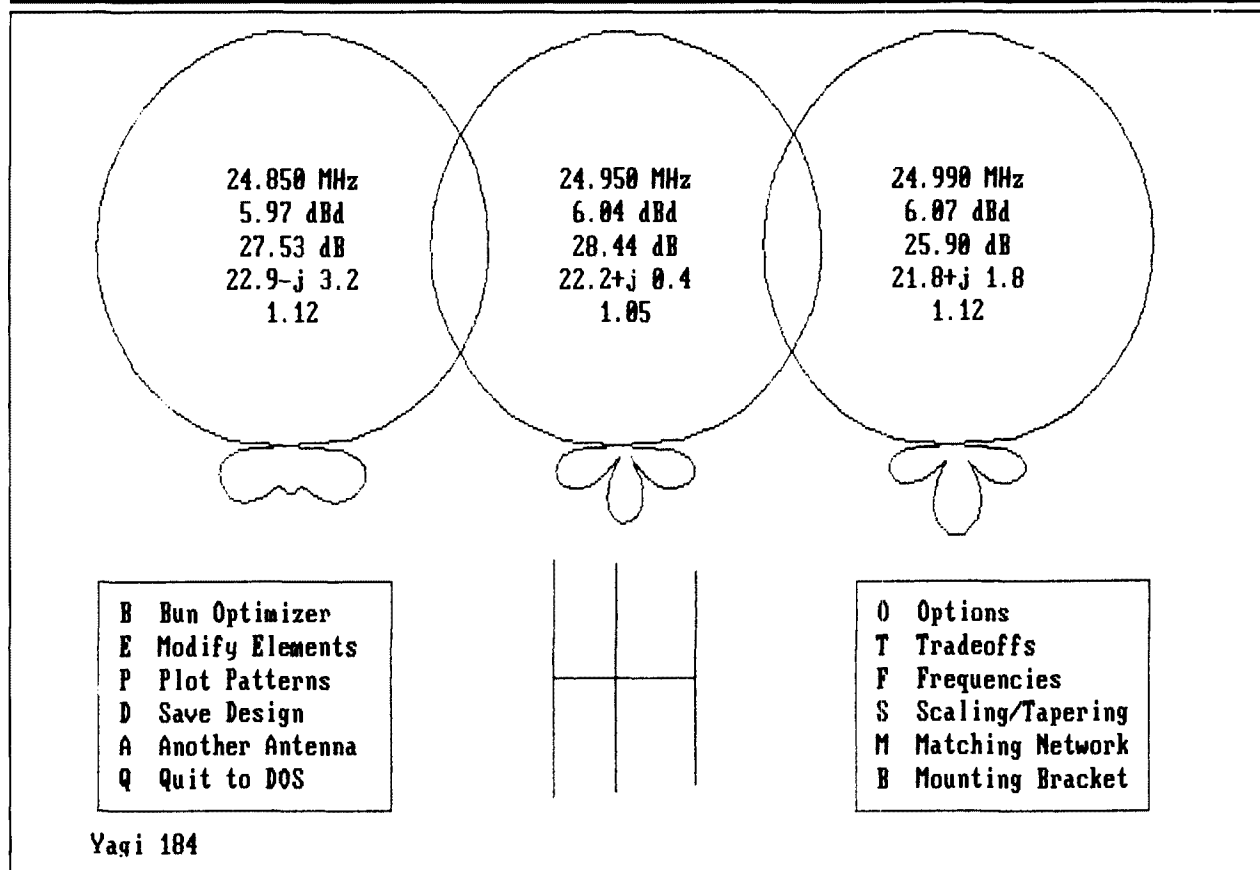 24.850 MHz
5.97 dBd
27.53 dB
22.9-j 3.2
1.12
24.950 MHz
6.04 dBd
28.44 dB
22.2+j 0.4
1.05
24.990 MHz
6.07 dBd
25.90 dB
21.8+j 1.8
1.12
B Bun Optimizer
E Modify Elements
P Plot Patterns
D Save Design
A Another Antenna
Q Quit to DOS
O Options
T Tradeoffs
F Frequencies
S Scaling/Tapering
M Matching Network
B Mounting Bracket
Yagi 184